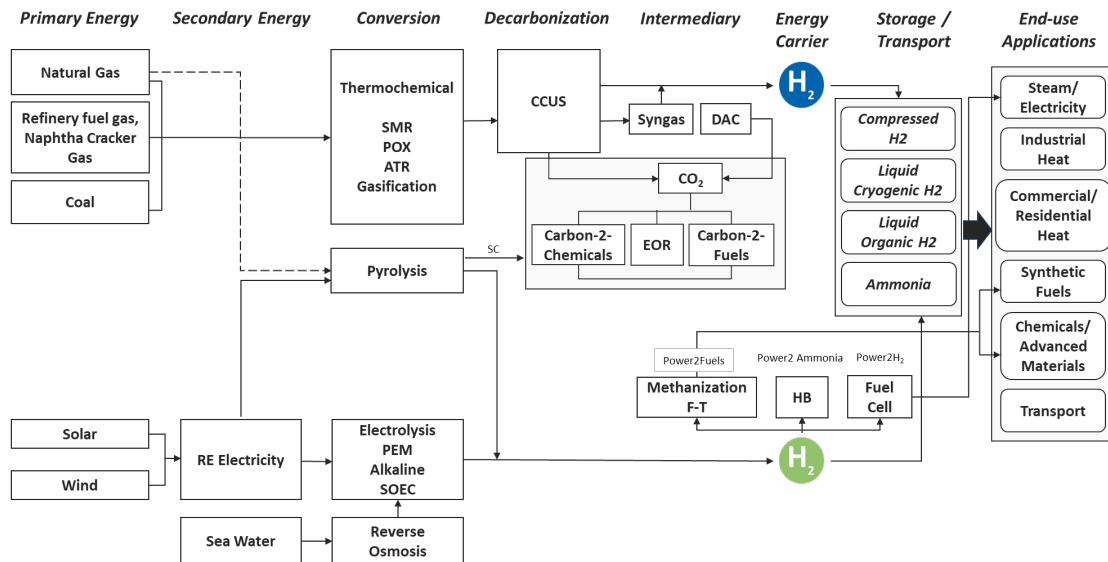 Primary Energy
Secondary Energy
Conversion
Decarbonization
Intermediary
Energy
Carrier
Storage /
Transport
End-use
Applications
Natural Gas
Refinery fuel gas,
Naphtha Cracker
Gas
Coal
Thermochemical
SMR
POX
ATR
Gasification
Pyrolysis
SC
CCUS
Syngas
DAC
CO₂
Carbon-2-
Chemicals
EOR
Carbon-2-
Fuels
H₂
Compressed
H2
Liquid
Cryogenic H2
Liquid
Organic H2
Ammonia
Steam/
Electricity
Industrial
Heat
Commercial/
Residential
Heat
Synthetic
Fuels
Chemicals/
Advanced
Materials
Transport
Power2Fuels
Power2 Ammonia
Power2H₂
Methanization
F-T
HB
Fuel
Cell
Solar
Wind
RE Electricity
Electrolysis
PEM
Alkaline
SOEC
H₂
Sea Water
Reverse
Osmosis